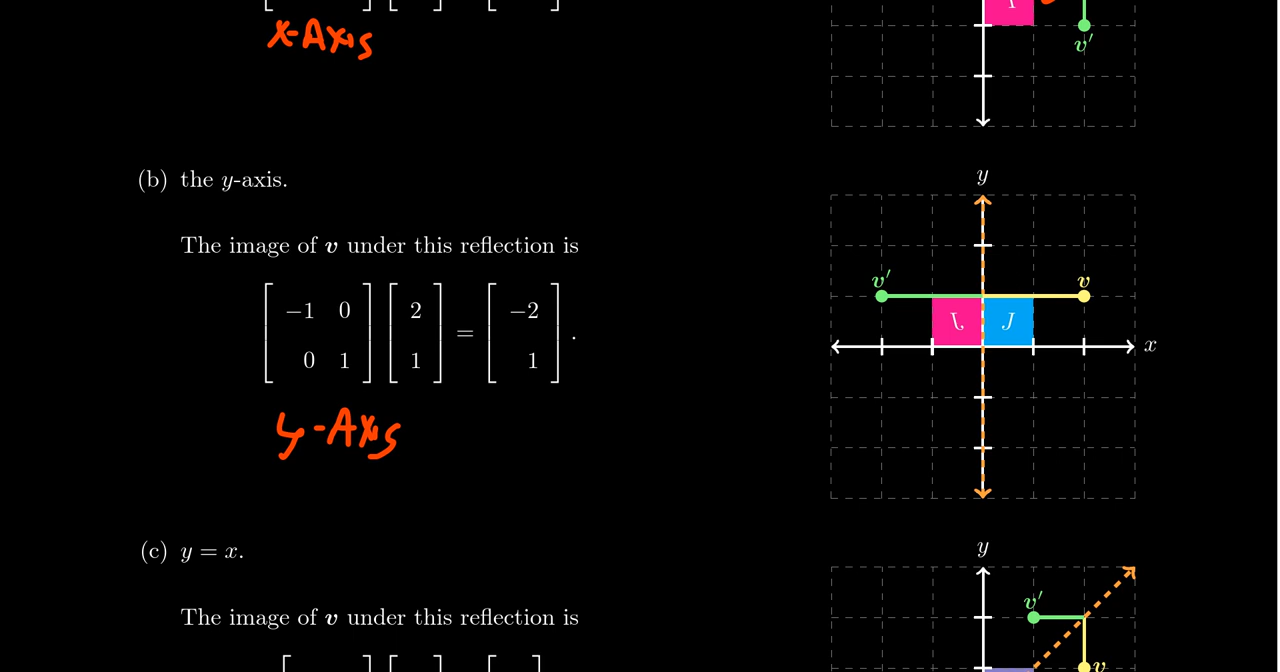 x-Axis
v′
(b) the y-axis.
The image of v under this reflection is
[ −1 0 ; 0 1 ] [ 2 ; 1 ] = [ −2 ; 1 ].
y-Axis
y
v′
v
J
J
x
(c) y = x.
The image of v under this reflection is
y
v′
v